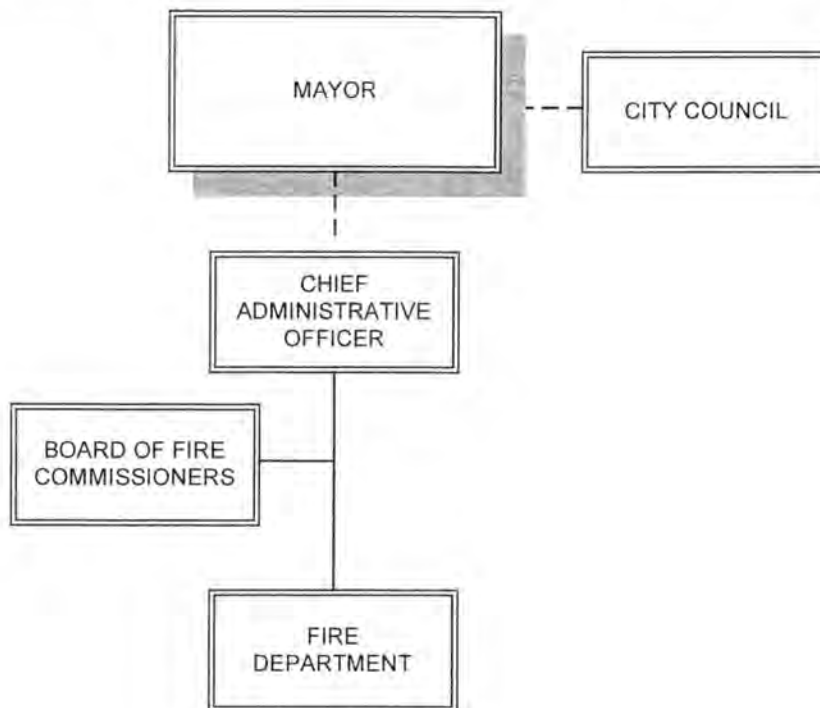 MAYOR
CITY COUNCIL
CHIEF
ADMINISTRATIVE
OFFICER
BOARD OF FIRE
COMMISSIONERS
FIRE
DEPARTMENT